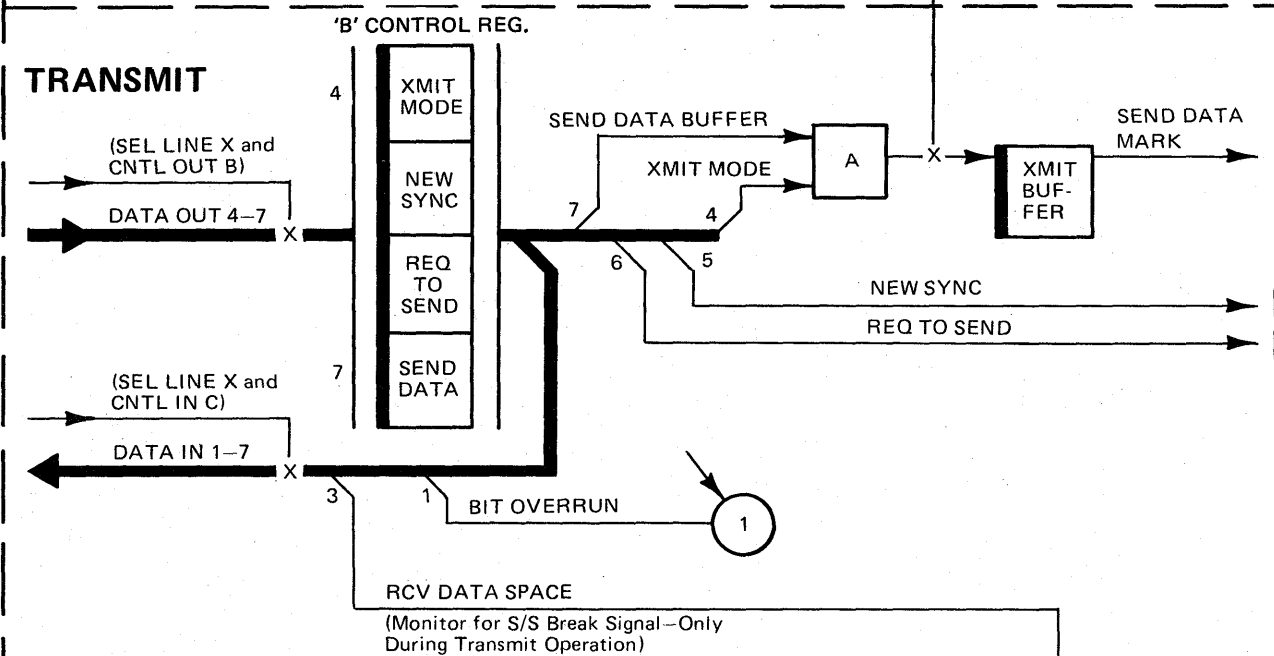 'B' CONTROL REG.
TRANSMIT
4
XMIT
MODE
NEW
SYNC
REQ
TO
SEND
7
SEND
DATA
(SEL LINE X and
CNTL OUT B)
DATA OUT 4–7
X
SEND DATA BUFFER
XMIT MODE
7
4
6
5
A
X
XMIT
BUF-
FER
SEND DATA
MARK
NEW SYNC
REQ TO SEND
(SEL LINE X and
CNTL IN C)
DATA IN 1–7
X
3
1
BIT OVERRUN
1
RCV DATA SPACE
(Monitor for S/S Break Signal–Only
During Transmit Operation)